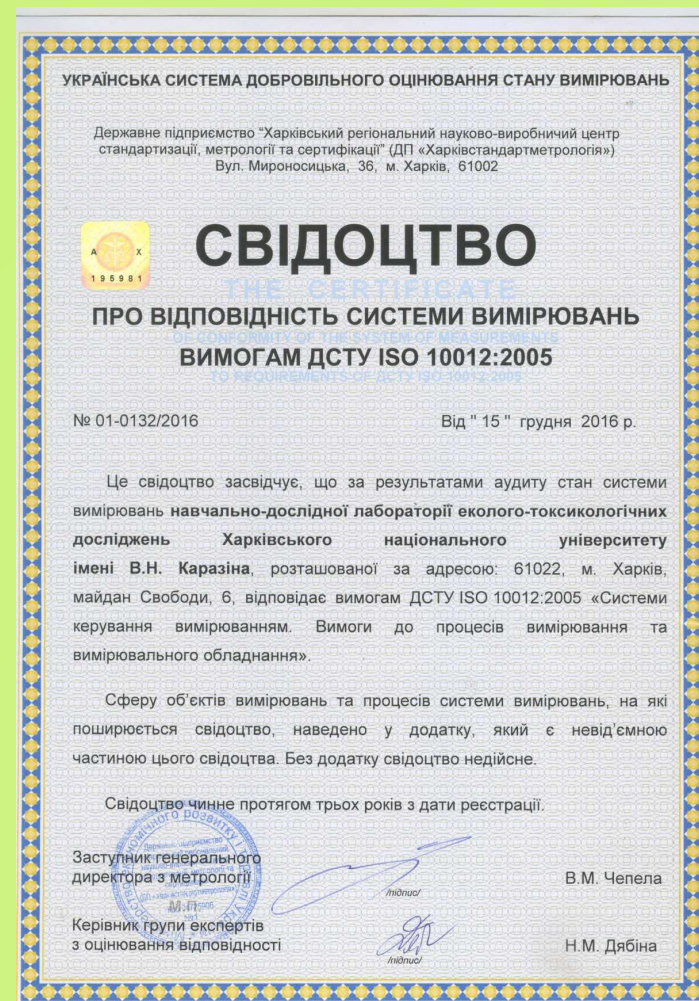 УКРАЇНСЬКА СИСТЕМА ДОБРОВІЛЬНОГО ОЦІНЮВАННЯ СТАНУ ВИМІРЮВАНЬ
Державне підприємство "Харківський регіональний науково-виробничий центр
стандартизації, метрології та сертифікації" (ДП «Харківстандартметрологія»)
Вул. Мироносицька, 36, м. Харків, 61002
А Х
195981
СВІДОЦТВО
THE CERTIFICATE
ПРО ВІДПОВІДНІСТЬ СИСТЕМИ ВИМІРЮВАНЬ
OF CONFORMITY OF THE SYSTEM OF MEASUREMENTS
ВИМОГАМ ДСТУ ISO 10012:2005
TO REQUIREMENTS OF ДСТУ ISO 10012:2005
№ 01-0132/2016 Від " 15 " грудня 2016 р.
Це свідоцтво засвідчує, що за результатами аудиту стан системи
вимірювань навчально-дослідної лабораторії еколого-токсикологічних
досліджень Харківського національного університету
імені В.Н. Каразіна, розташованої за адресою: 61022, м. Харків,
майдан Свободи, 6, відповідає вимогам ДСТУ ISO 10012:2005 «Системи
керування вимірюванням. Вимоги до процесів вимірювання та
вимірювального обладнання».
Сферу об'єктів вимірювань та процесів системи вимірювань, на які
поширюється свідоцтво, наведено у додатку, який є невід'ємною
частиною цього свідоцтва. Без додатку свідоцтво недійсне.
Свідоцтво чинне протягом трьох років з дати реєстрації.
Заступник генерального
директора з метрології В.М. Чепела
/підпис/
М.П.
Керівник групи експертів
з оцінювання відповідності Н.М. Дябіна
/підпис/